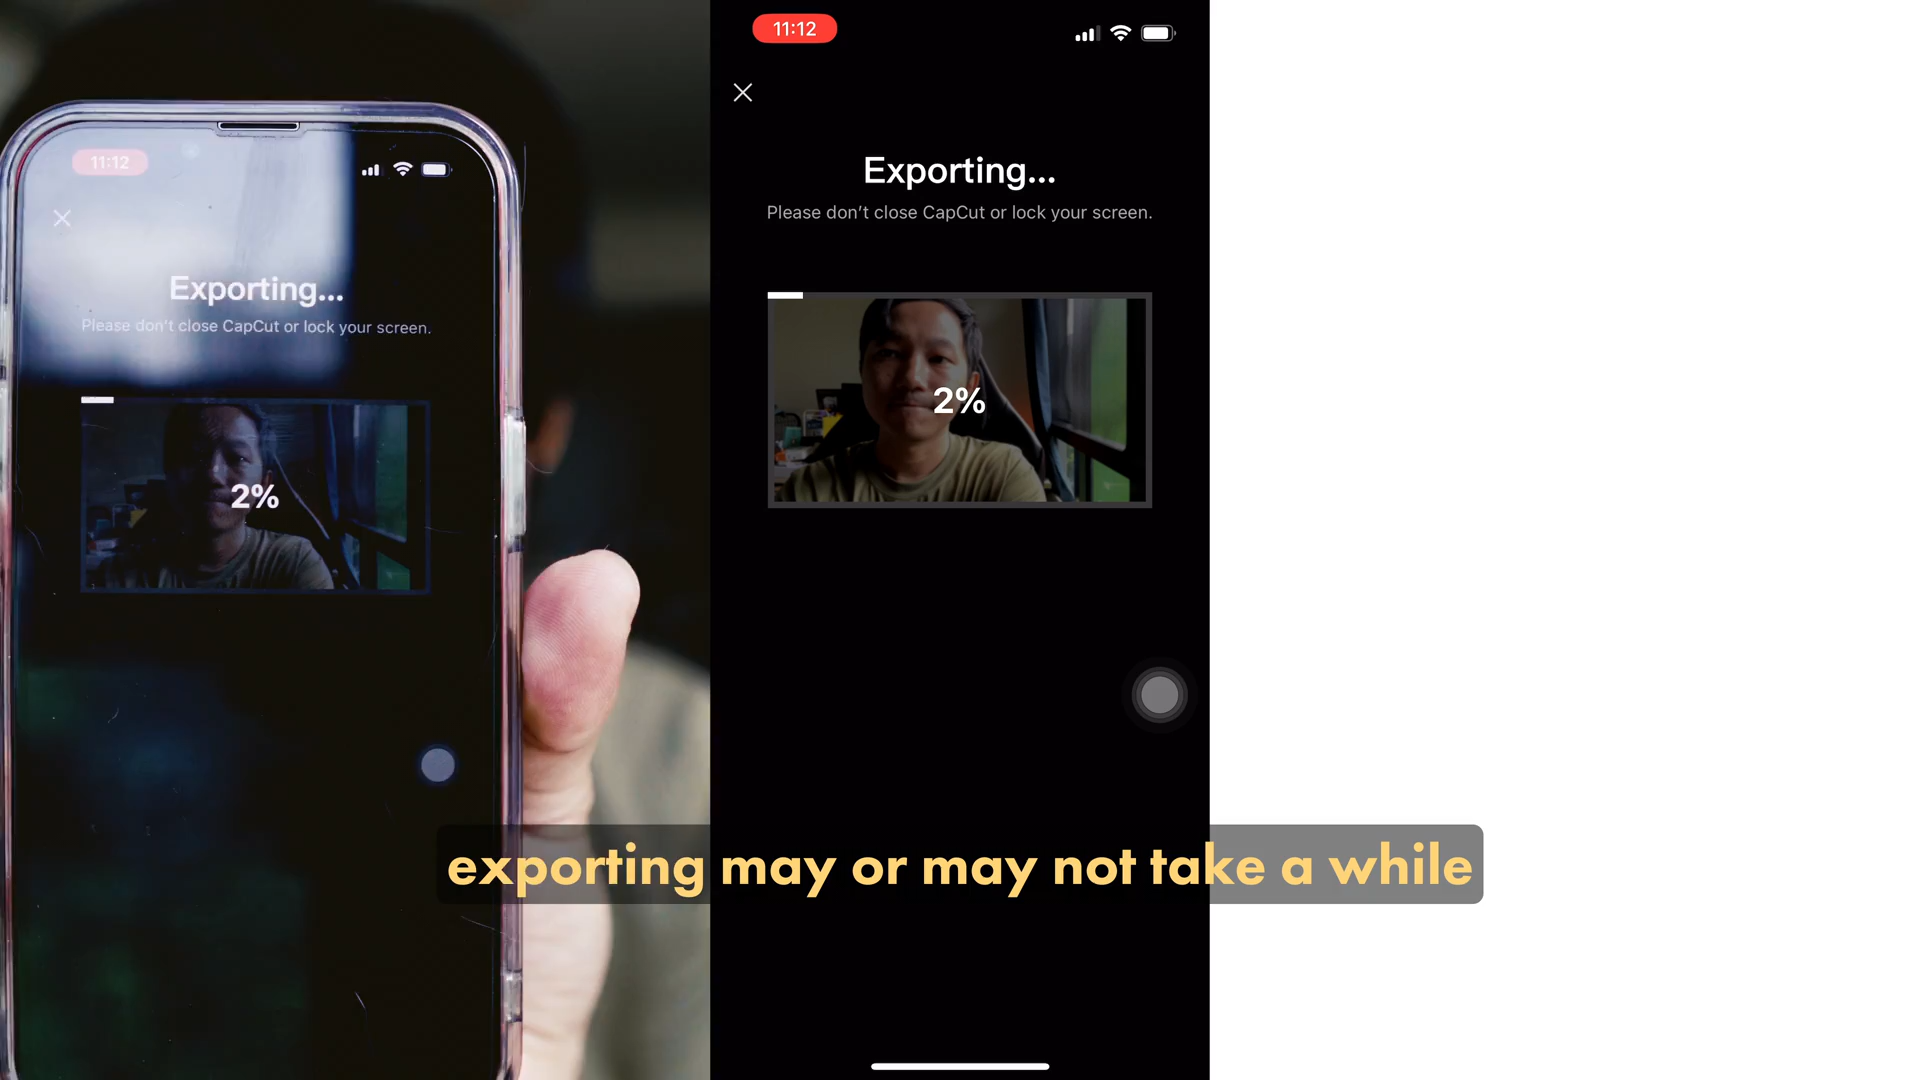 11:12
Exporting...
Please don't close CapCut or lock your screen.
2%
11:12
Exporting...
Please don't close CapCut or lock your screen.
2%
exporting may or may not take a while